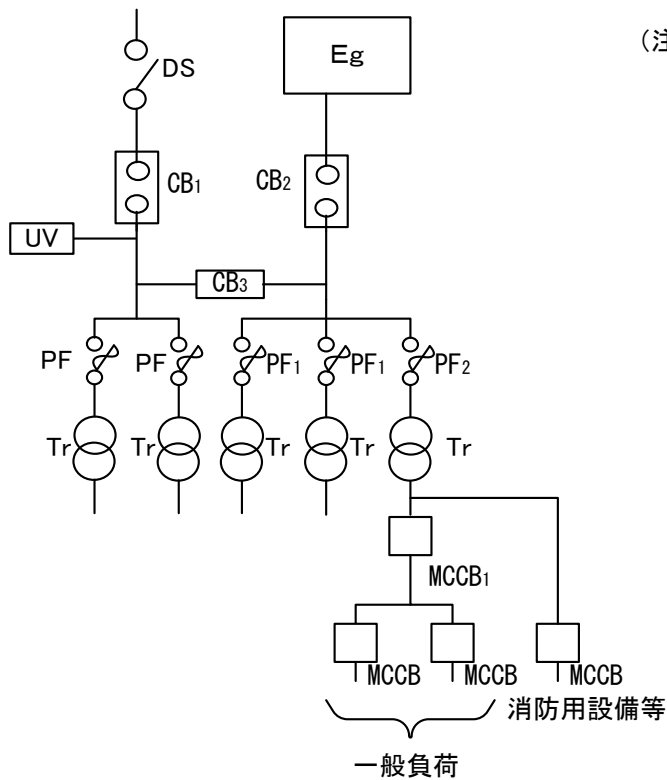 Eg
（注
DS
CB₁
CB₂
UV
CB₃
PF PF PF₁ PF₁ PF₂
Tr Tr Tr Tr Tr
MCCB₁
MCCB MCCB MCCB
消防用設備等
一般負荷